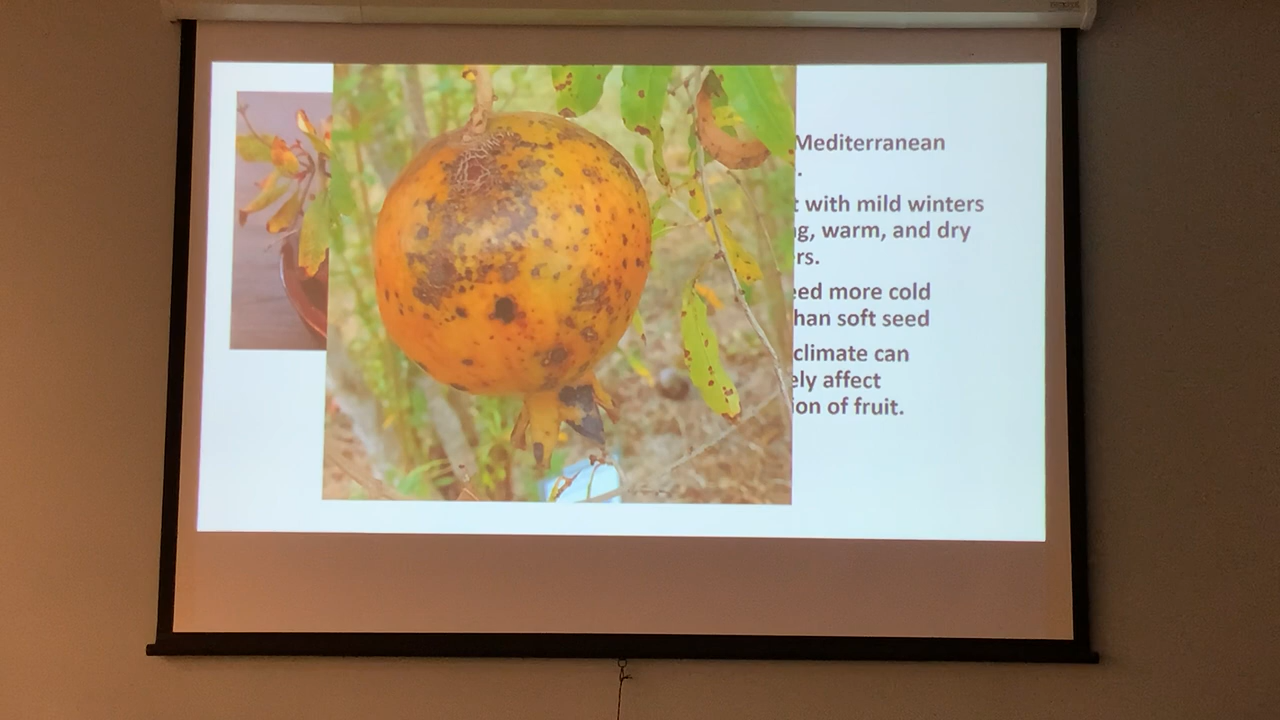 Mediterranean
.
with mild winters
g, warm, and dry
rs.
eed more cold
han soft seed
climate can
ely affect
ion of fruit.